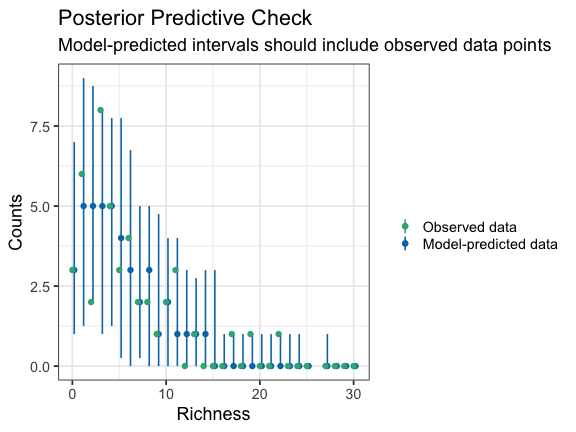 Posterior Predictive Check
Model-predicted intervals should include observed data points
7.5
5.0
2.5
0.0
Counts
0 10 20 30
Richness
Observed data
Model-predicted data